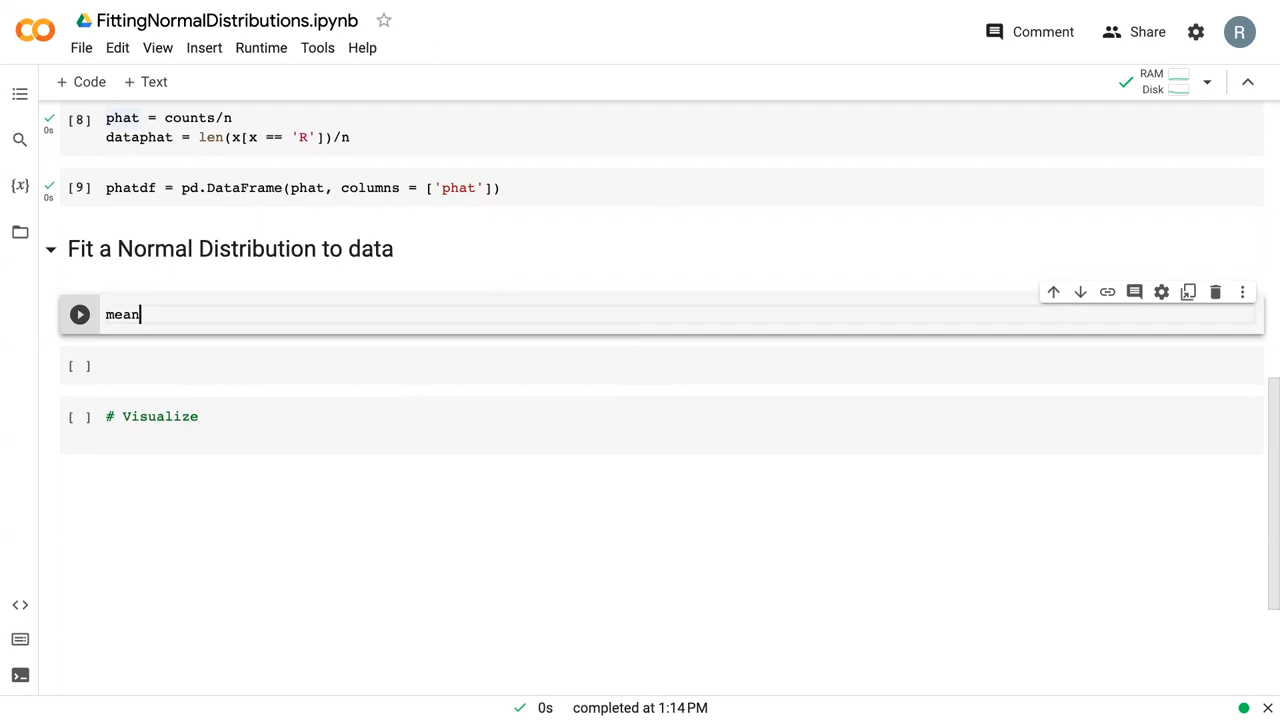 FittingNormalDistributions.ipynb
File Edit View Insert Runtime Tools Help
Comment
Share
R
+ Code + Text
RAM
Disk
[8] phat = counts/n
0s
dataphat = len(x[x == 'R'])/n
[9] phatdf = pd.DataFrame(phat, columns = ['phat'])
0s
{x}
Fit a Normal Distribution to data
mean
[ ]
[ ] # Visualize
0s completed at 1:14 PM